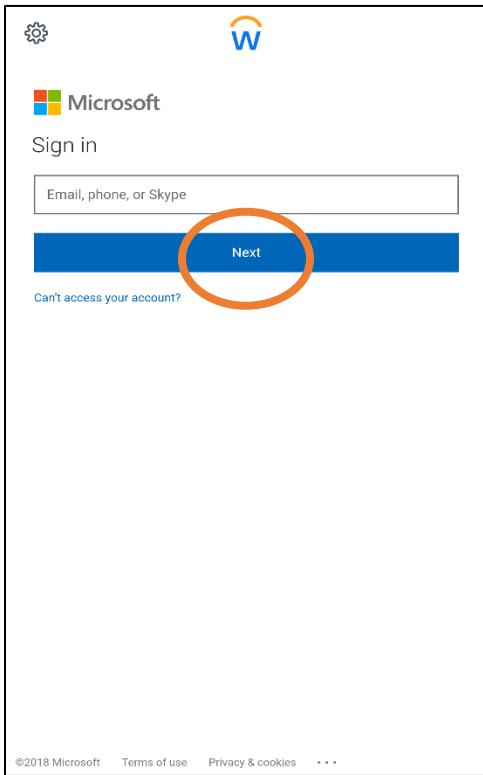 W
Microsoft
Sign in
Email, phone, or Skype
Next
Can't access your account?
©2018 Microsoft Terms of use Privacy & cookies ...